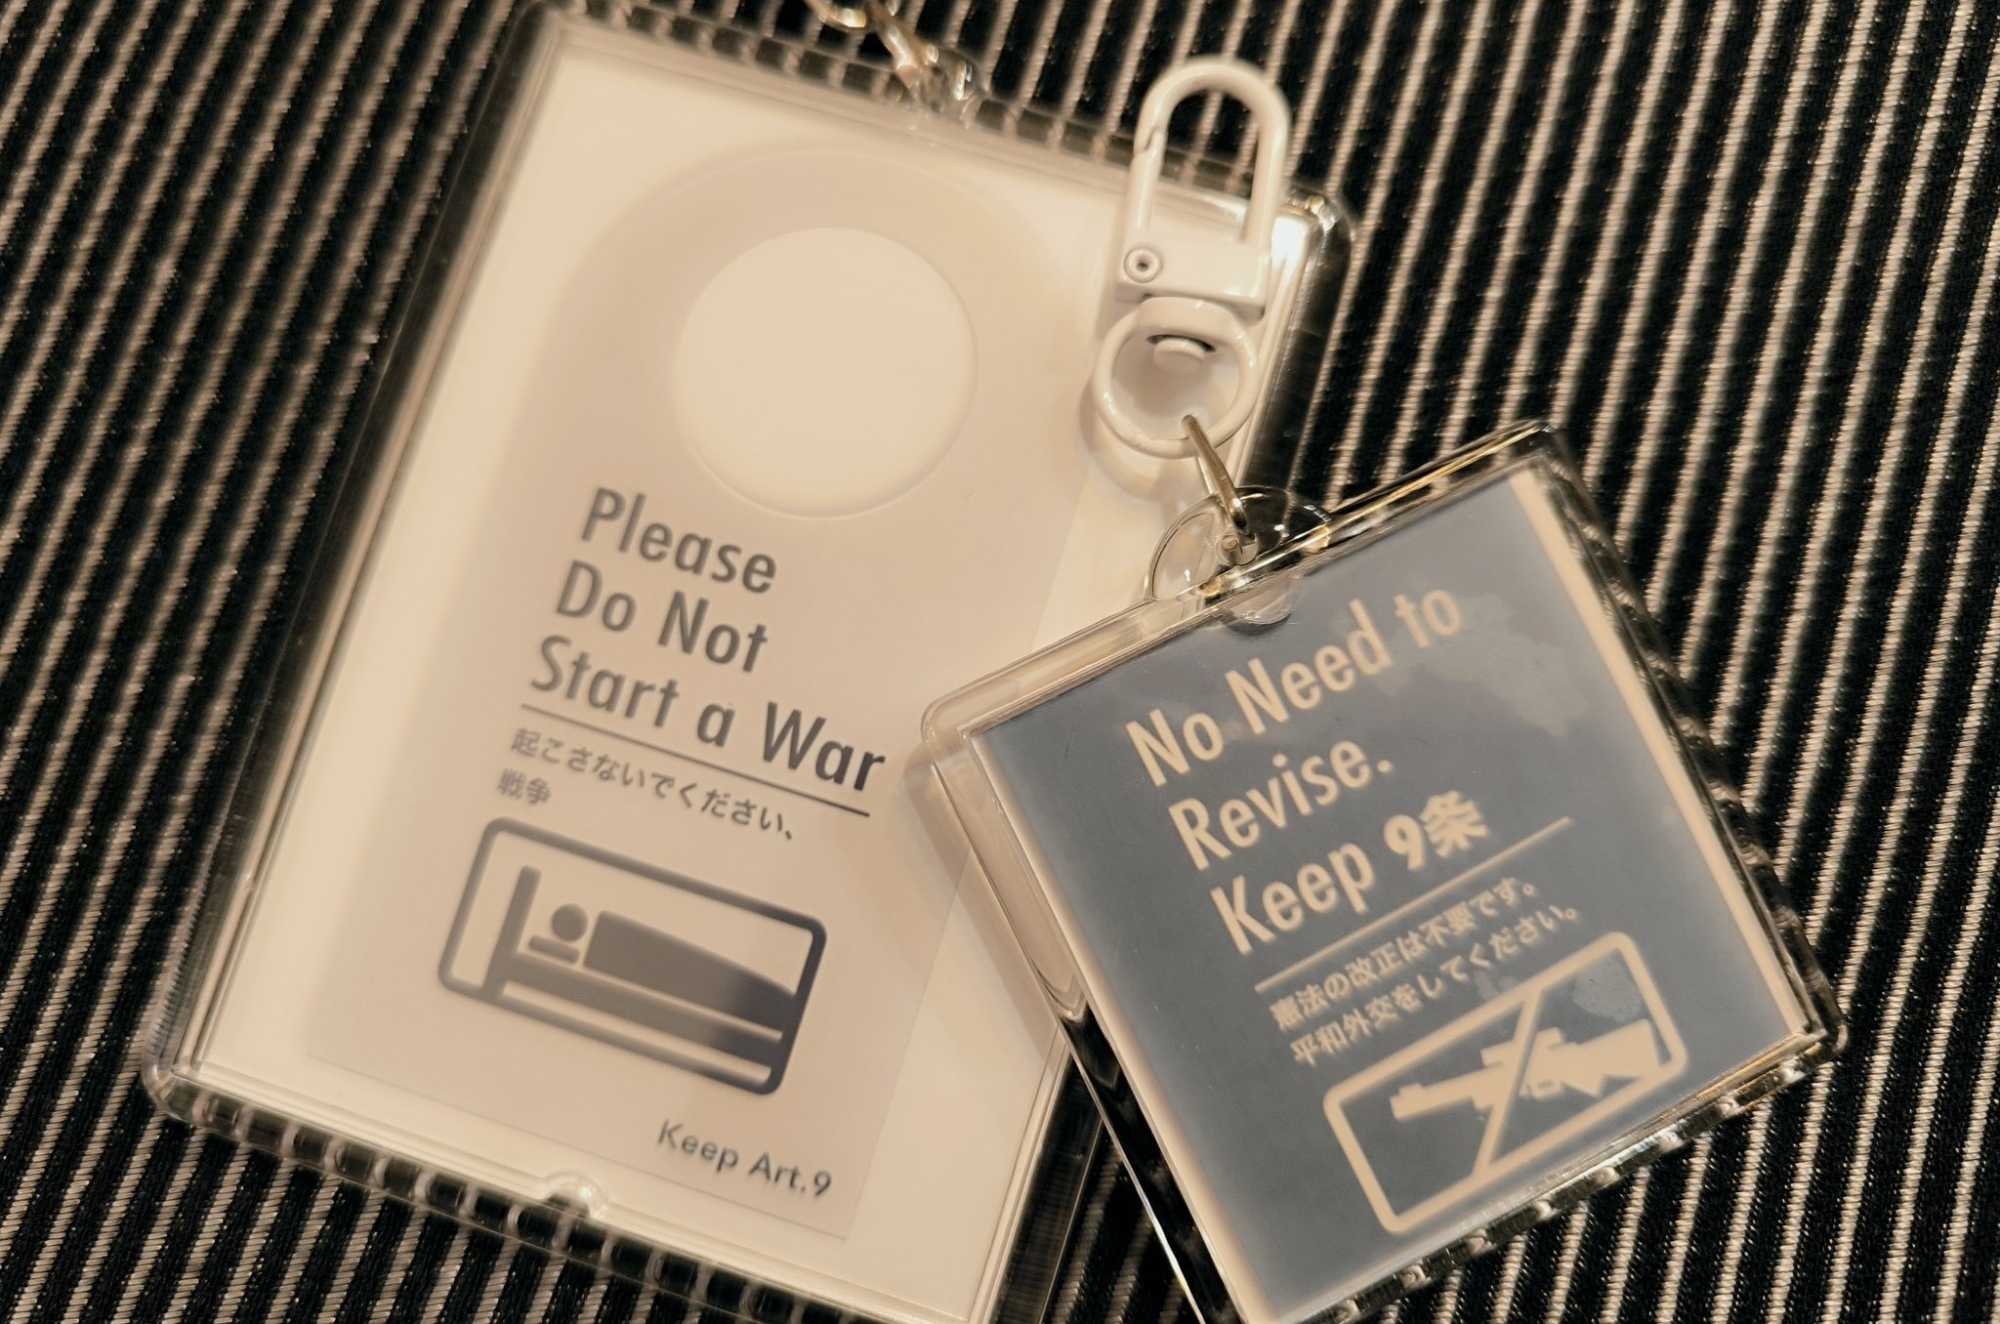 Please
Do Not
Start a War
起こさないでください、
戦争
Keep Art.9
No Need to
Revise.
Keep 9条
憲法の改正は不要です。
平和外交をしてください。